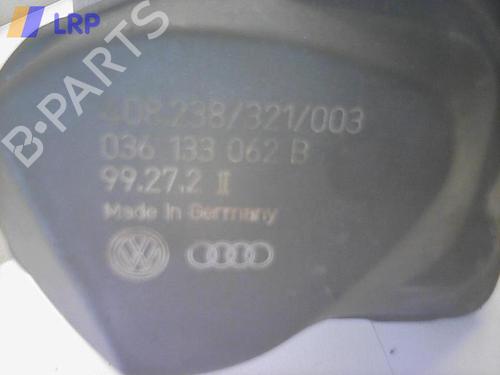 LRP
408.238/321/003
036 133 062 B
99.27.2 II
Made in Germany
B-PARTS